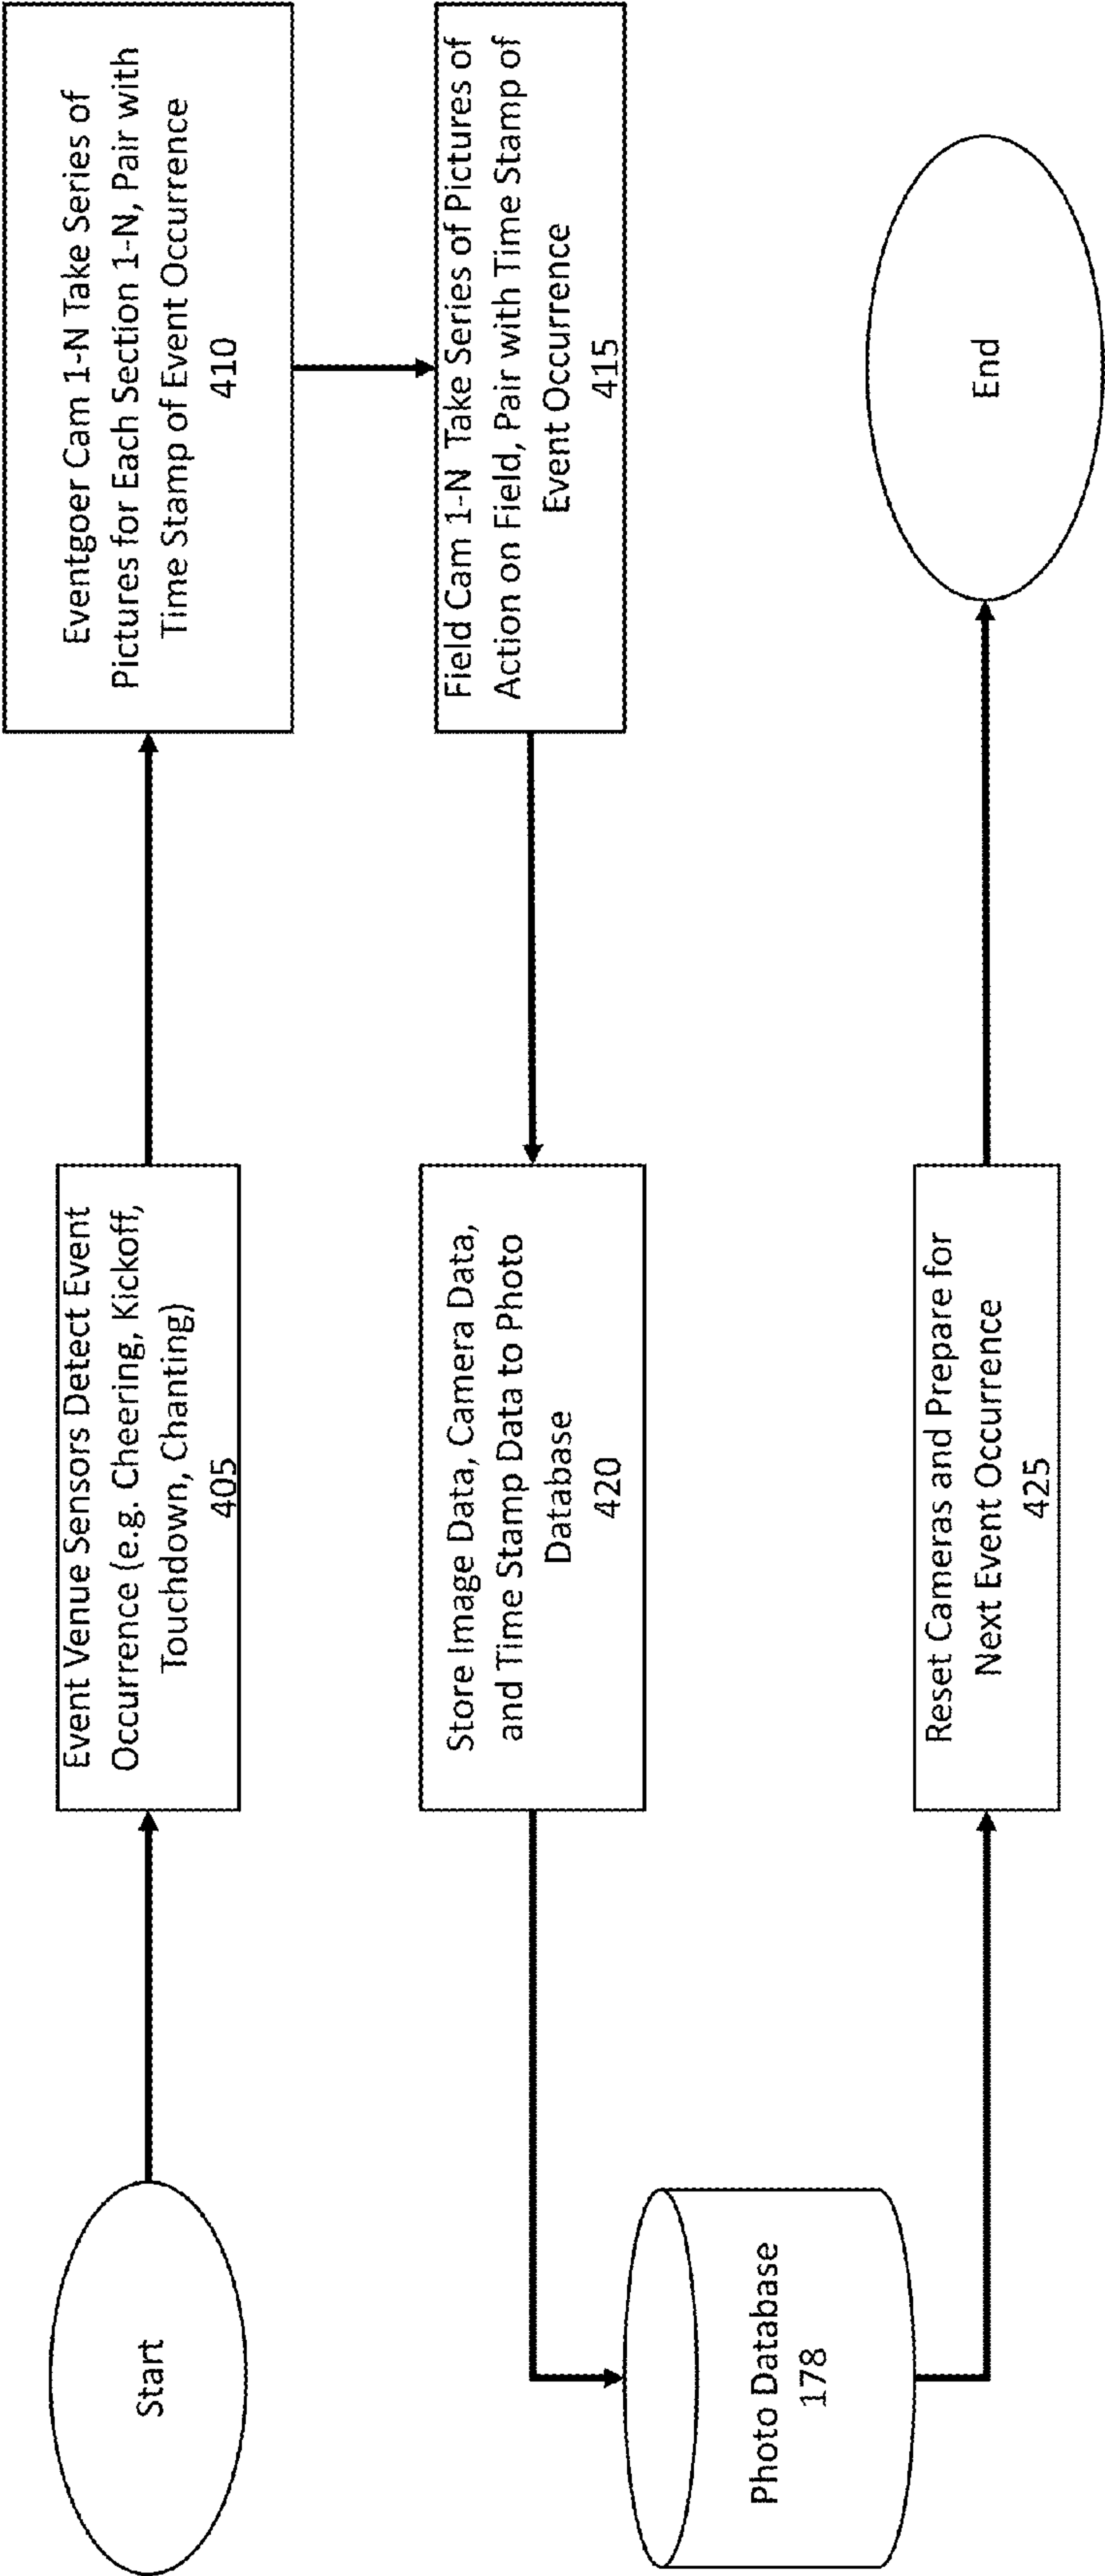 Start
Event Venue Sensors Detect Event
Occurrence (e.g. Cheering, Kickoff,
Touchdown, Chanting)
405
Eventgoer Cam 1-N Take Series of
Pictures for Each Section 1-N, Pair with
Time Stamp of Event Occurrence
410
Field Cam 1-N Take Series of Pictures of
Action on Field, Pair with Time Stamp of
Event Occurrence
415
Store Image Data, Camera Data,
and Time Stamp Data to Photo
Database
420
Photo Database
178
Reset Cameras and Prepare for
Next Event Occurrence
425
End